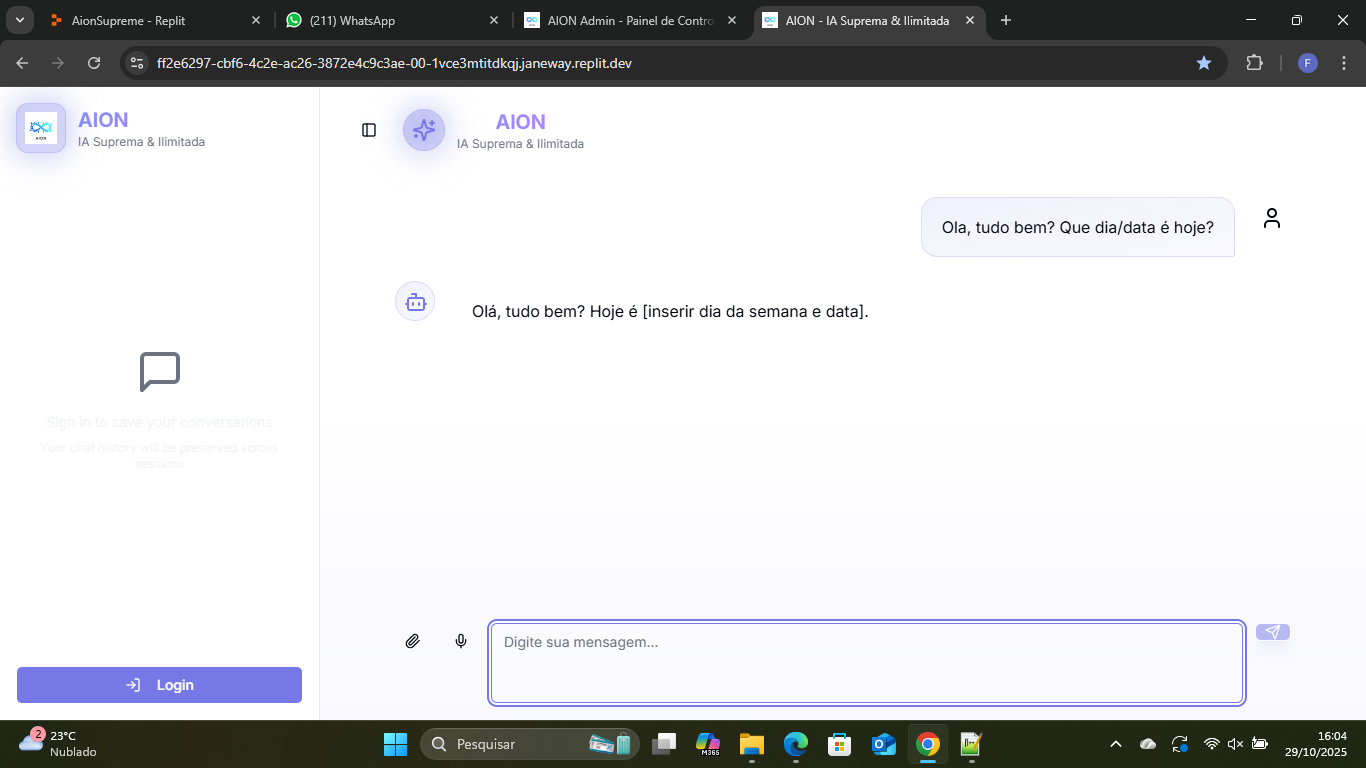 AionSupreme - Replit
(211) WhatsApp
AION Admin - Painel de Contro
AION - IA Suprema & Ilimitada
ff2e6297-cbf6-4c2e-ac26-3872e4c9c3ae-00-1vce3mtitdkqj.janeway.replit.dev
F
AION
AION
IA Suprema & Ilimitada
AION
IA Suprema & Ilimitada
Ola, tudo bem? Que dia/data é hoje?
Olá, tudo bem? Hoje é [inserir dia da semana e data].
Sign in to save your conversations
Your chat history will be preserved across
sessions
Digite sua mensagem...
Login
2
23°C
Nublado
Pesquisar
M365
16:04
29/10/2025